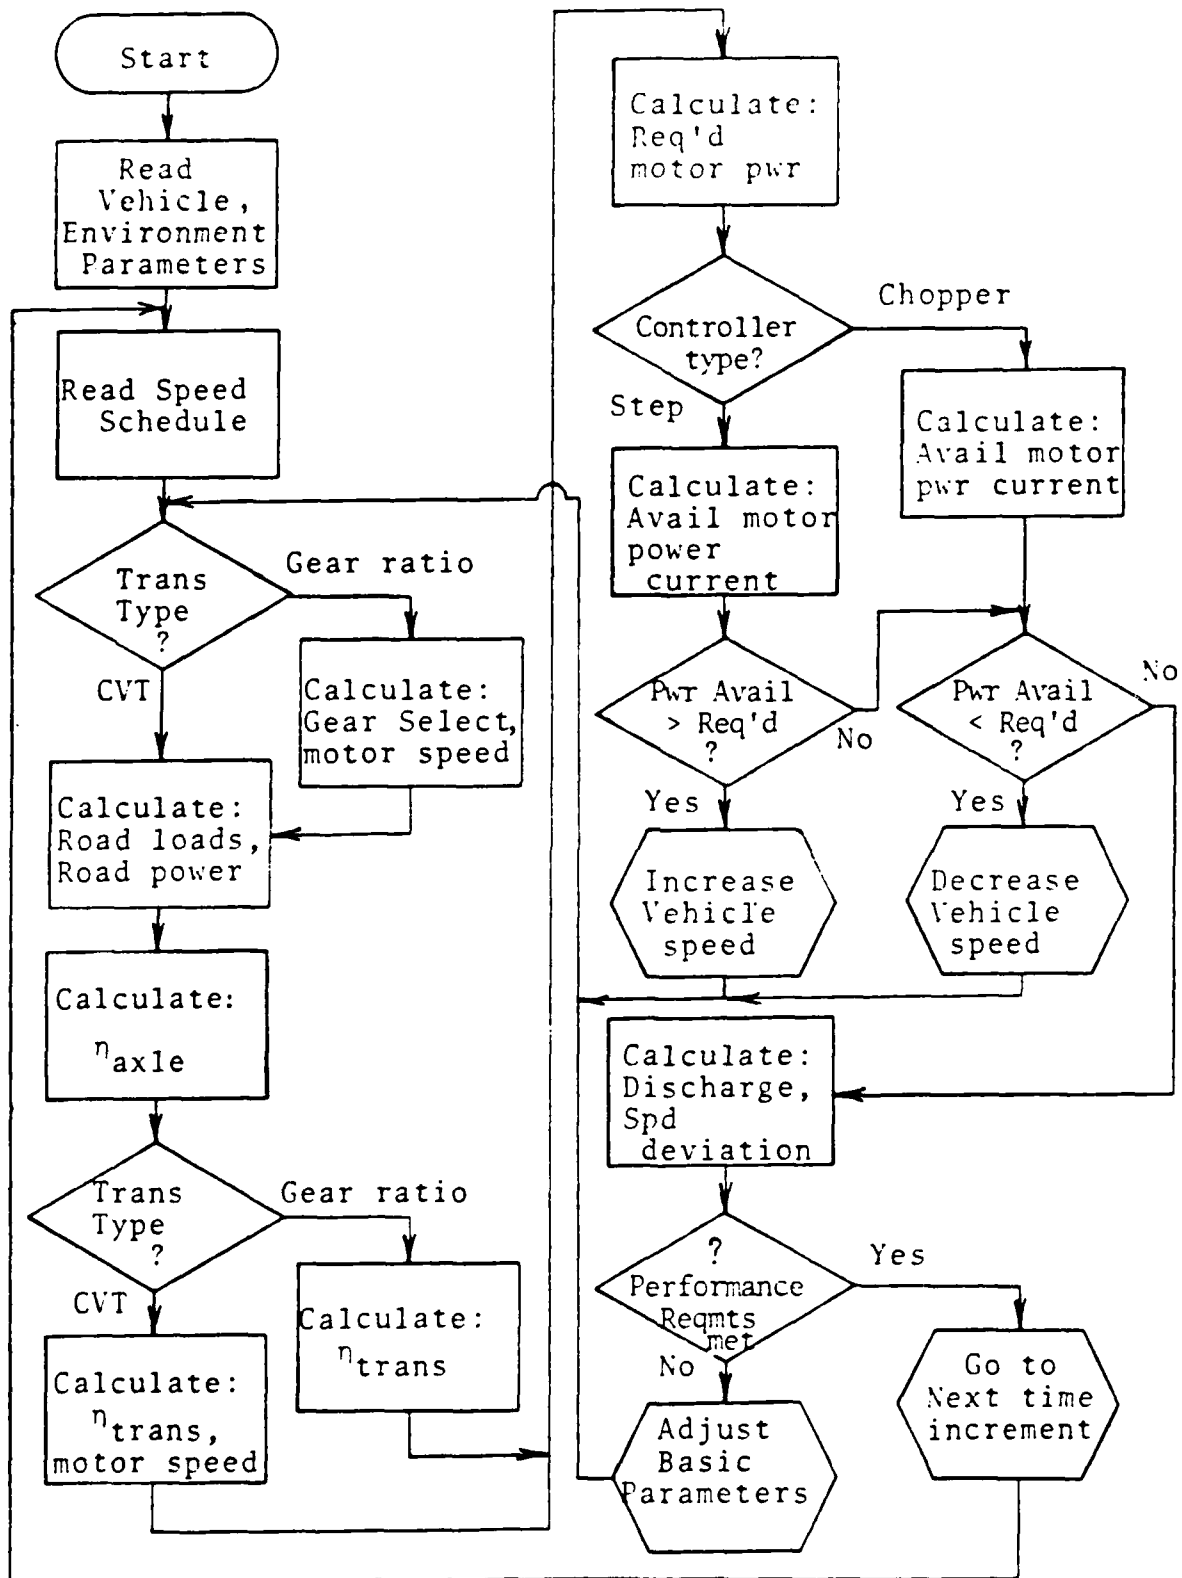 Start
Read
Vehicle,
Environment
Parameters
Read Speed
Schedule
Trans
Type
?
Gear ratio
CVT
Calculate:
Gear Select,
motor speed
Calculate:
Road loads,
Road power
Calculate:
ηaxle
Trans
Type
?
Gear ratio
CVT
Calculate:
ηtrans
Calculate:
ηtrans,
motor speed
Calculate:
Req'd
motor pwr
Controller
type?
Chopper
Step
Calculate:
Avail motor
pwr current
Calculate:
Avail motor
power
current
Pwr Avail
> Req'd
?
No
Yes
Pwr Avail
< Req'd
?
No
Yes
Increase
Vehicle
speed
Decrease
Vehicle
speed
Calculate:
Discharge,
Spd
deviation
?
Performance
Reqmts
met
Yes
No
Adjust
Basic
Parameters
Go to
Next time
increment